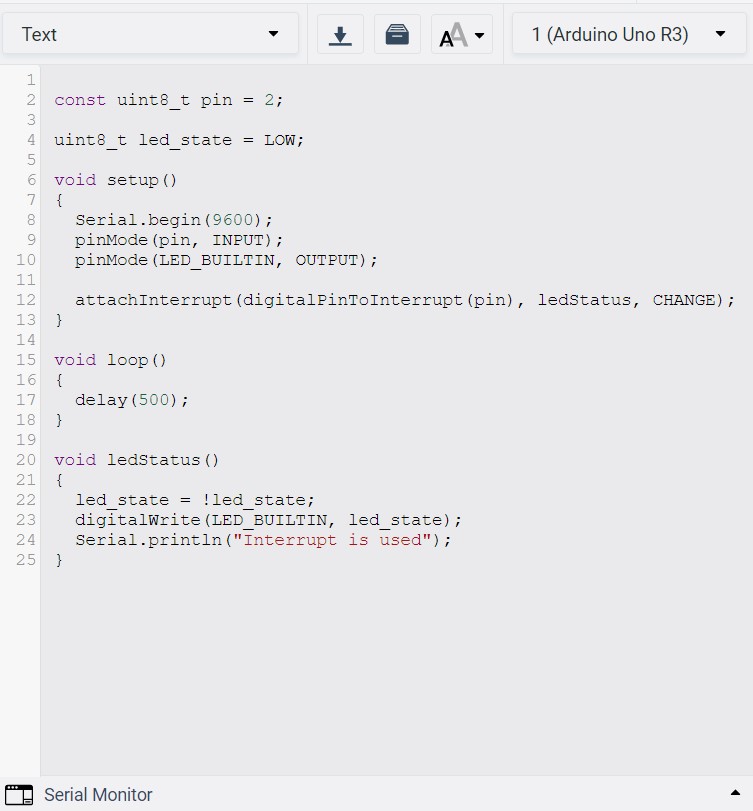 Text
1 (Arduino Uno R3)
1
2 const uint8_t pin = 2;
3
4 uint8_t led_state = LOW;
5
6 void setup()
7 {
8   Serial.begin(9600);
9   pinMode(pin, INPUT);
10   pinMode(LED_BUILTIN, OUTPUT);
11
12   attachInterrupt(digitalPinToInterrupt(pin), ledStatus, CHANGE);
13 }
14
15 void loop()
16 {
17   delay(500);
18 }
19
20 void ledStatus()
21 {
22   led_state = !led_state;
23   digitalWrite(LED_BUILTIN, led_state);
24   Serial.println("Interrupt is used");
25 }
Serial Monitor